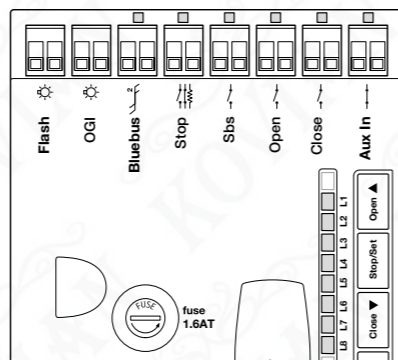 Flash
OGI
Bluebus
2
Stop
Sbs
Open
Close
Aux In
L1
L2
L3
L4
L5
L6
L7
L8
Open ▲
Stop/Set
Close ▼
FUSE
fuse
1.6AT